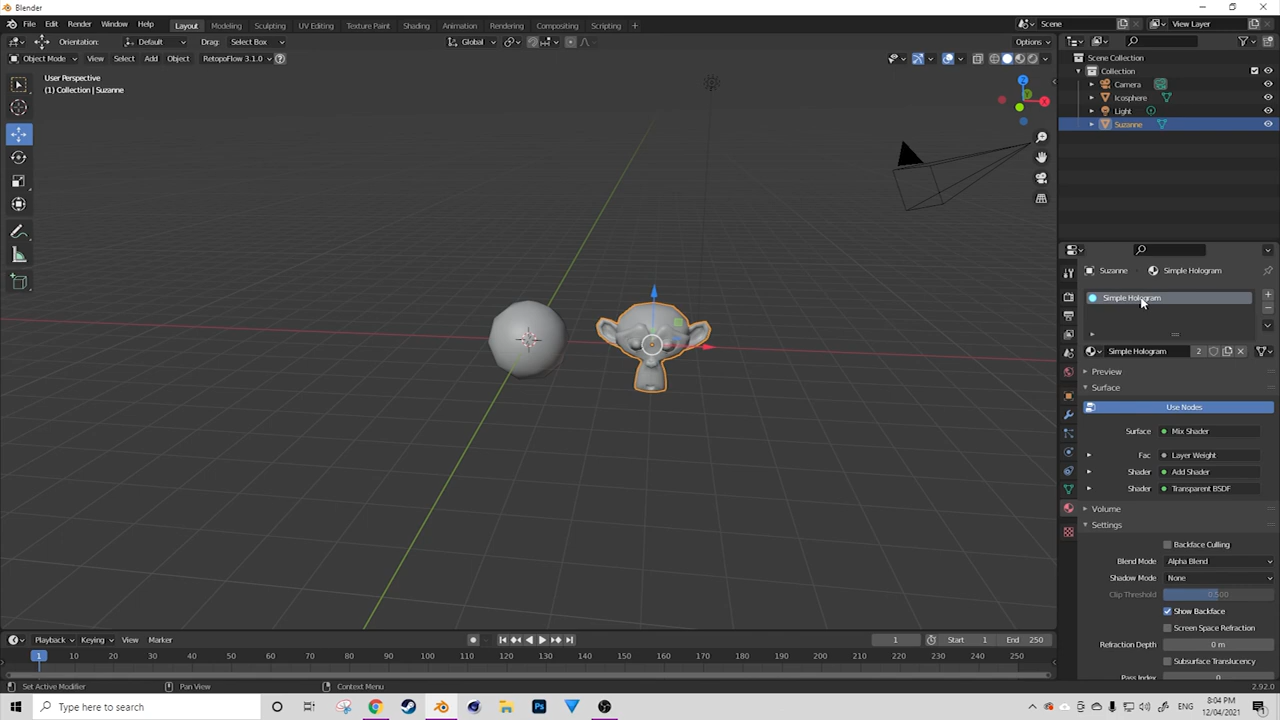 Blender
File Edit Render Window Help Layout Modeling Sculpting UV Editing Texture Paint Shading Animation Rendering Compositing Scripting + Scene View Layer
Orientation: Default Drag: Select Box Global Options
Object Mode View Select Add Object RetopoFlow 3.1.0
User Perspective
(1) Collection | Suzanne
X
Y
Z
Scene Collection
Collection
Camera
Icosphere
Light
Suzanne
Suzanne Simple Hologram
Simple Hologram
Simple Hologram 2
Preview
Surface
Use Nodes
Surface Mix Shader
Fac Layer Weight
Shader Add Shader
Shader Transparent BSDF
Volume
Settings
Backface Culling
Blend Mode Alpha Blend
Shadow Mode None
Clip Threshold 0.500
Show Backface
Screen Space Refraction
Refraction Depth 0 m
Subsurface Translucency
Pass Index 0
Playback Keying View Marker 1 Start 1 End 250
1 10 20 30 40 50 60 70 80 90 100 110 120 130 140 150 160 170 180 190 200 210 220 230 240 250
Set Active Modifier Pan View Context Menu 2.92.0
Type here to search
Ps
ENG
8:04 PM
12/04/2021
1